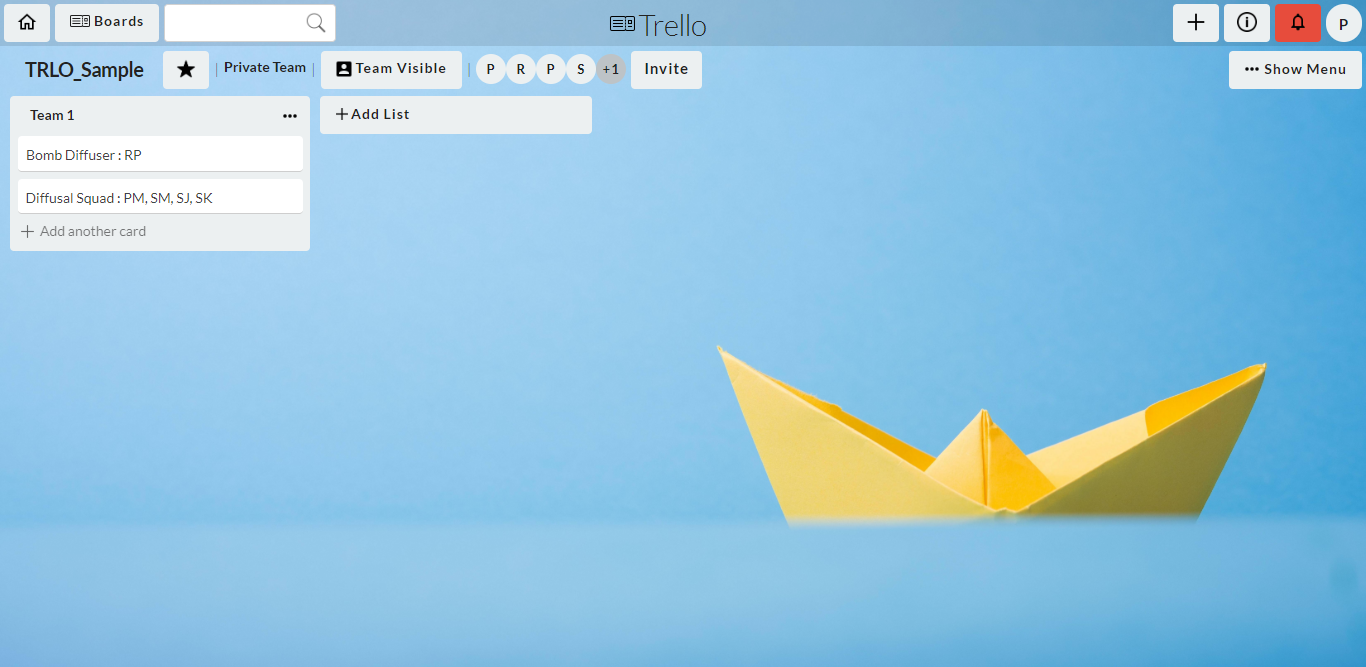 Boards
Trello
P
TRLO_Sample
| Private Team |
Team Visible
|
P R P S +1
Invite
••• Show Menu
Team 1 •••
Bomb Diffuser : RP
Diffusal Squad : PM, SM, SJ, SK
+ Add another card
+ Add List